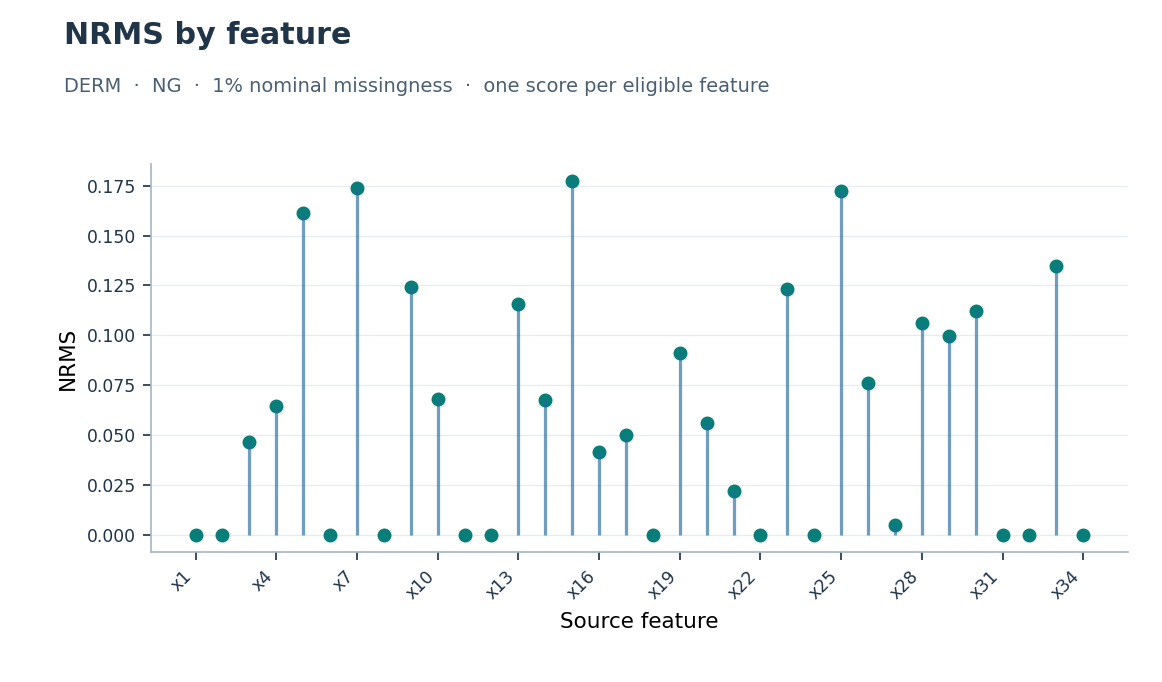 NRMS by feature
DERM · NG · 1% nominal missingness · one score per eligible feature
0.175
0.150
0.125
0.100
0.075
0.050
0.025
0.000
NRMS
x1
x4
x7
x10
x13
x16
x19
x22
x25
x28
x31
x34
Source feature